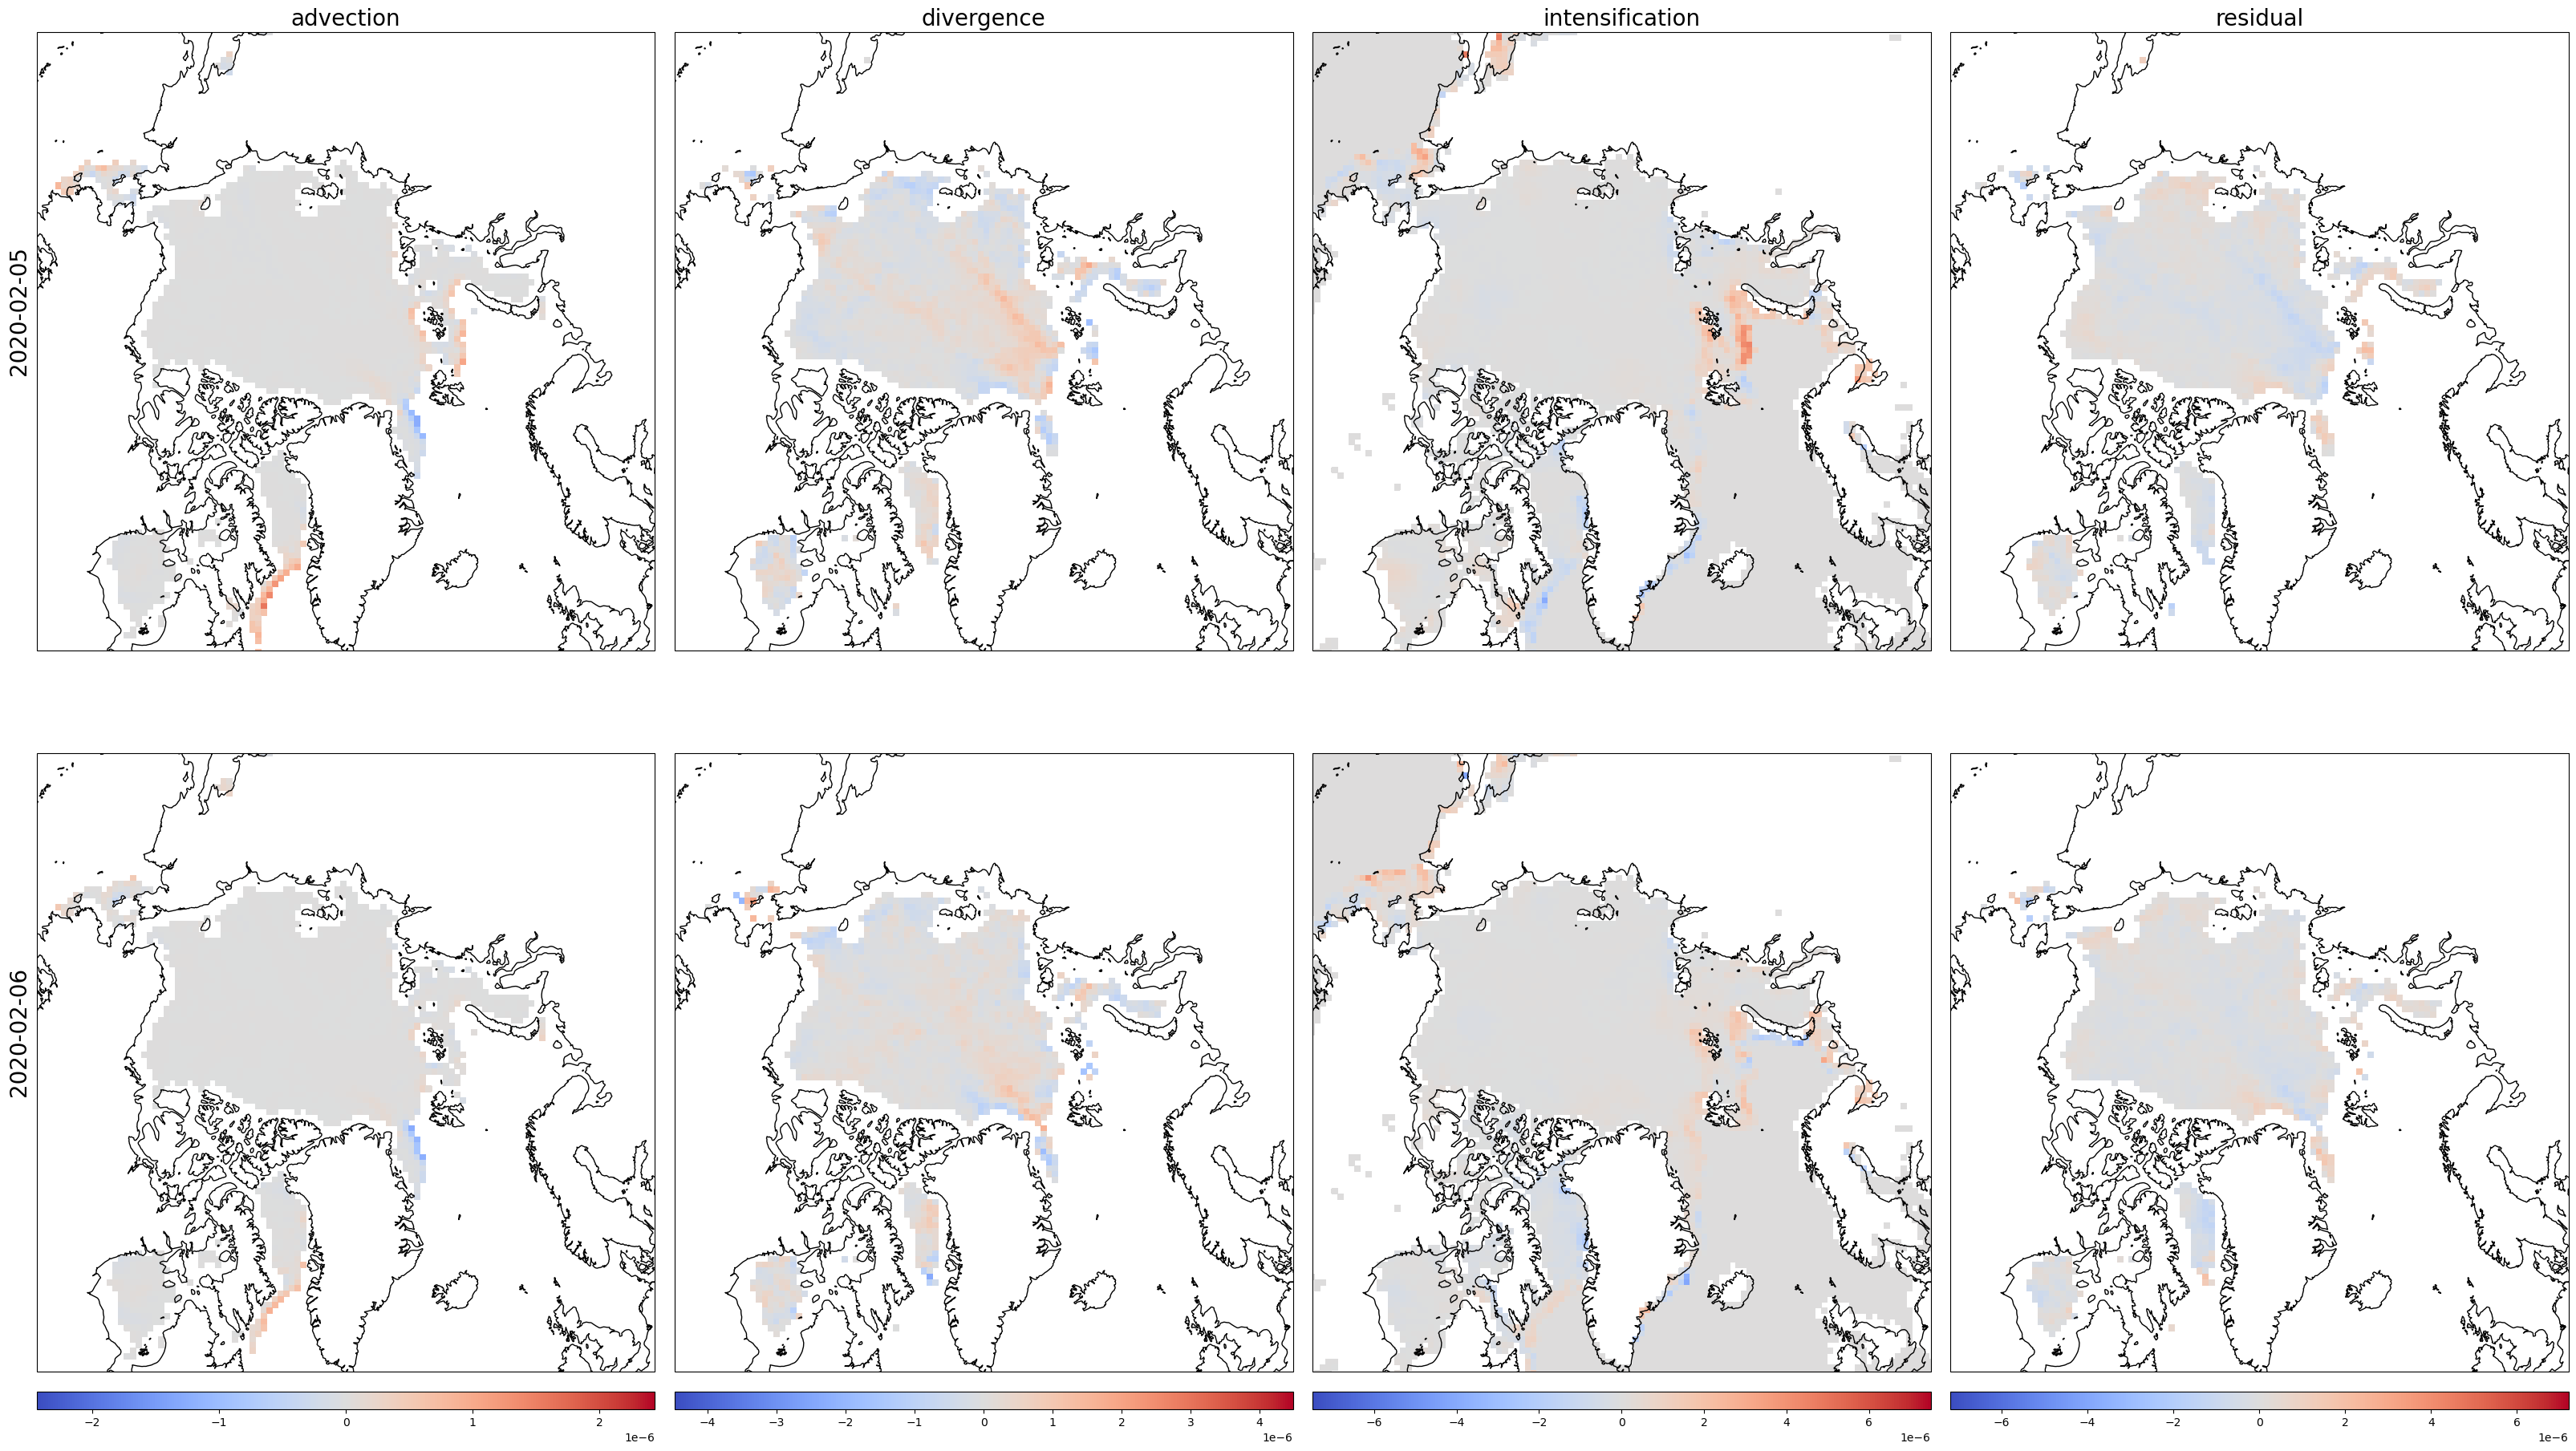 advection divergence intensification residual
2020-02-05
2020-02-06
−2 −1 0 1 2 −4 −3 −2 −1 0 1 2 3 4 −6 −4 −2 0 2 4 6 −6 −4 −2 0 2 4 6
1e−6 1e−6 1e−6 1e−6